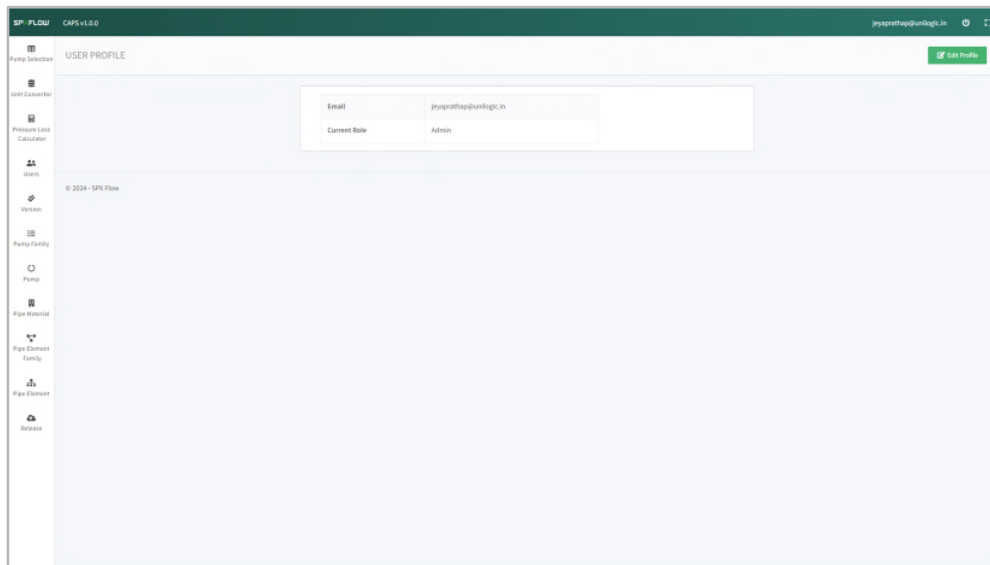 SPXFLOW CAPS v1.0.0 jeyaprathap@unilogic.in
Pump Selection
Unit Convertor
Pressure Loss
Calculator
Users
Version
Pump Family
Pump
Pipe Material
Pipe Element
Family
Pipe Element
Release
USER PROFILE
Edit Profile
Email jeyaprathap@unilogic.in
Current Role Admin
© 2024 - SPX Flow